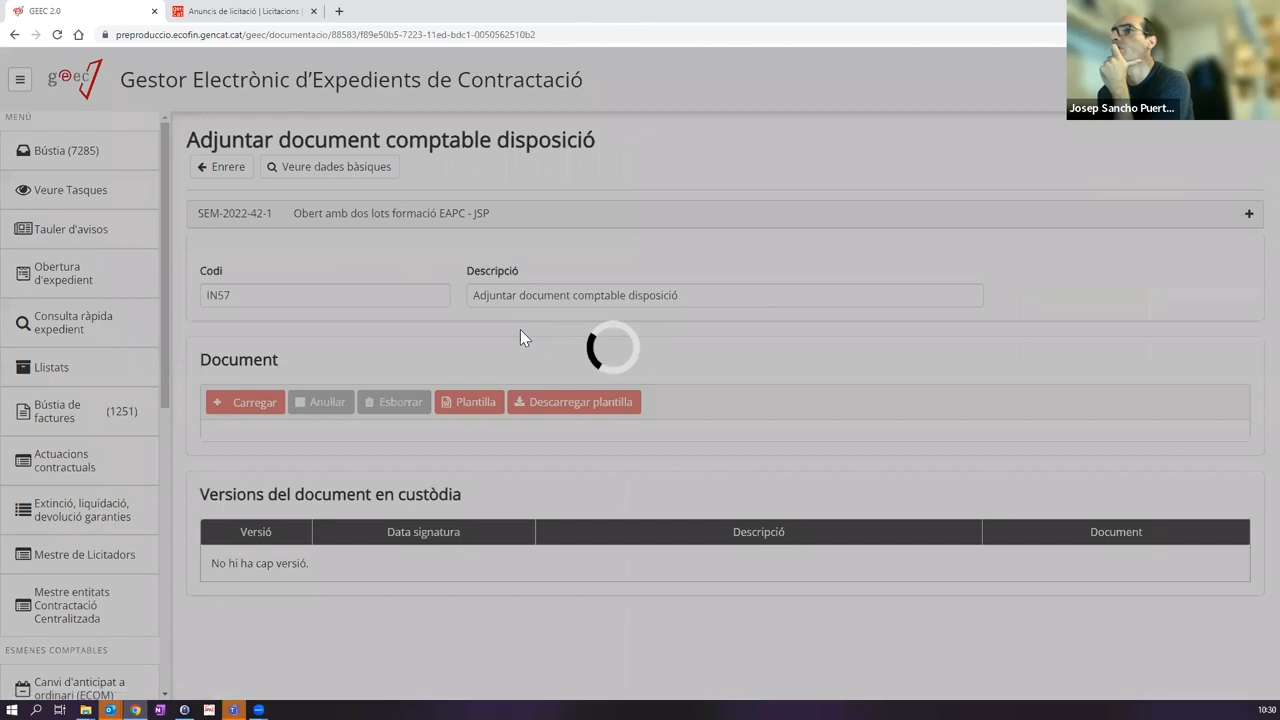 GEEC 2.0
Anuncis de licitació | Licitacions
preproduccio.ecofin.gencat.cat/geec/documentacio/88583/f89e50b5-7223-11ed-bdc1-0050562510b2
geec
Gestor Electrònic d'Expedients de Contractació
Josep Sancho Puert...
MENÚ
Bústia (7285)
Veure Tasques
Tauler d'avisos
Obertura
d'expedient
Consulta ràpida
expedient
Llistats
Bústia de
factures
(1251)
Actuacions
contractuals
Extinció, liquidació,
devolució garanties
Mestre de Licitadors
Mestre entitats
Contractació
Centralitzada
ESMENES COMPTABLES
Canvi d'anticipat a
ordinari (ECOM)
Adjuntar document comptable disposició
Enrere
Veure dades bàsiques
SEM-2022-42-1 Obert amb dos lots formació EAPC - JSP
Codi Descripció
IN57 Adjuntar document comptable disposició
Document
Carregar Anul·lar Esborrar Plantilla Descarregar plantilla
Versions del document en custòdia
Versió Data signatura Descripció Document
No hi ha cap versió.
10:30